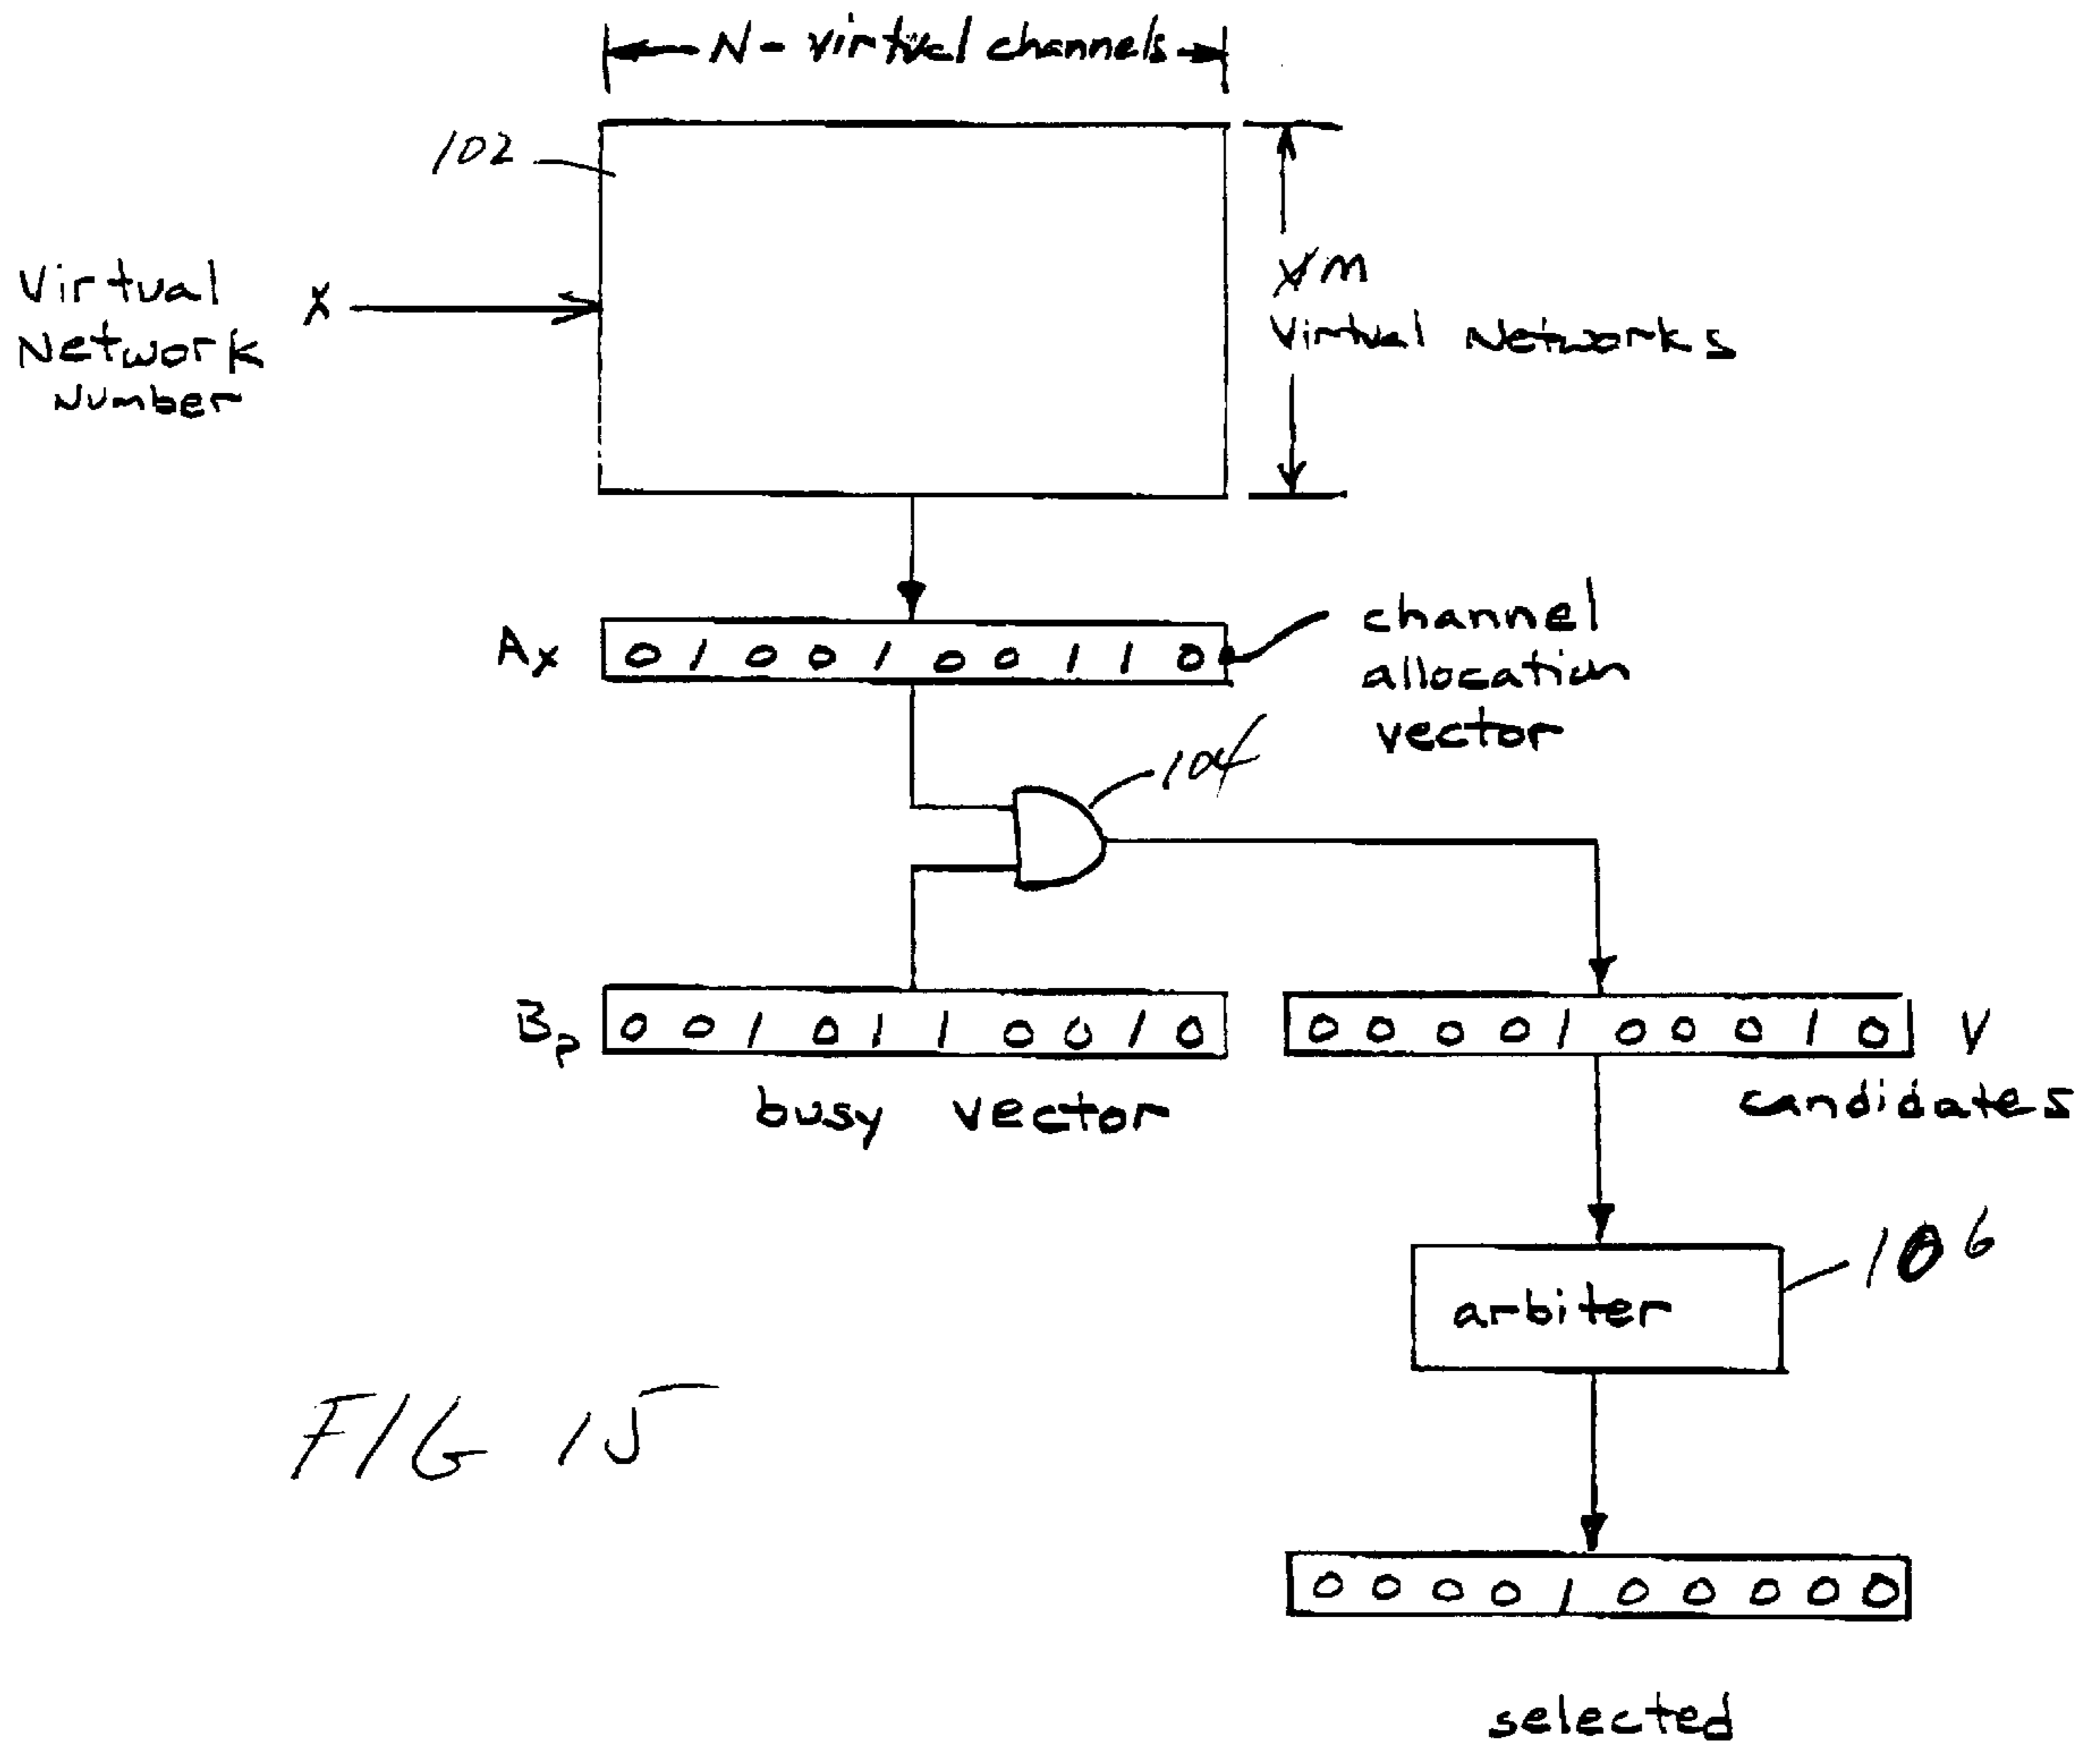 N - virtual channels
102
Virtual
Network
Number
X
M
Virtual Networks
Ax
0 1 0 0 1 0 0 1 1 0
channel
allocation
vector
104
Bp
0 0 1 0 1 1 0 0 1 0
busy vector
0 0 0 0 1 0 0 0 1 0
V
candidates
arbiter
106
FIG 15
0 0 0 0 1 0 0 0 0 0
selected